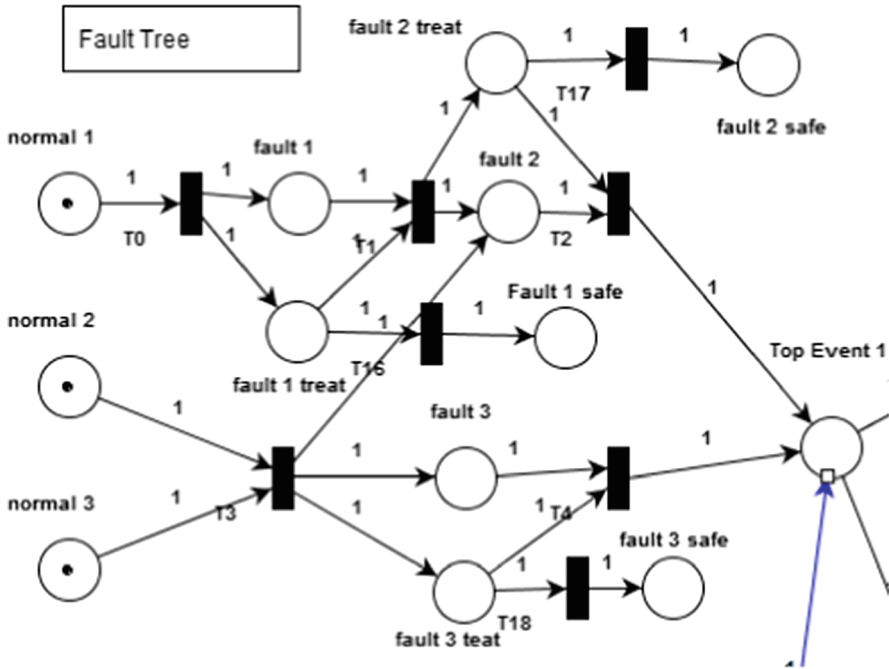 Fault Tree
fault 2 treat
1
1
T17
1
1
fault 2 safe
normal 1
1
T0
fault 1
1
1
1
1
fault 2
1
T2
T1
1
normal 2
1
1
T16
1
Fault 1 safe
1
Top Event 1
fault 1 treat
1
fault 3
1
1
1
normal 3
1
T3
1
1
T4
fault 3 safe
1
1
T18
fault 3 teat